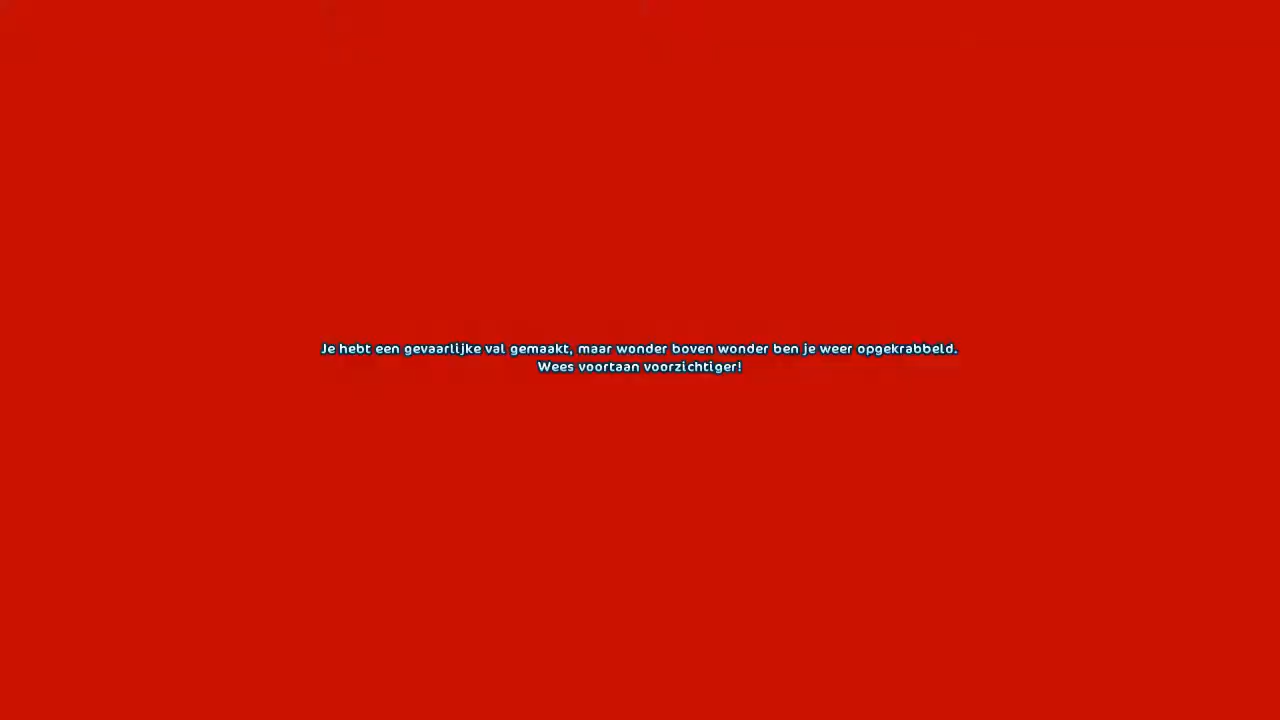 Je hebt een gevaarlijke val gemaakt, maar wonder boven wonder ben je weer opgekrabbeld.
Wees voortaan voorzichtiger!